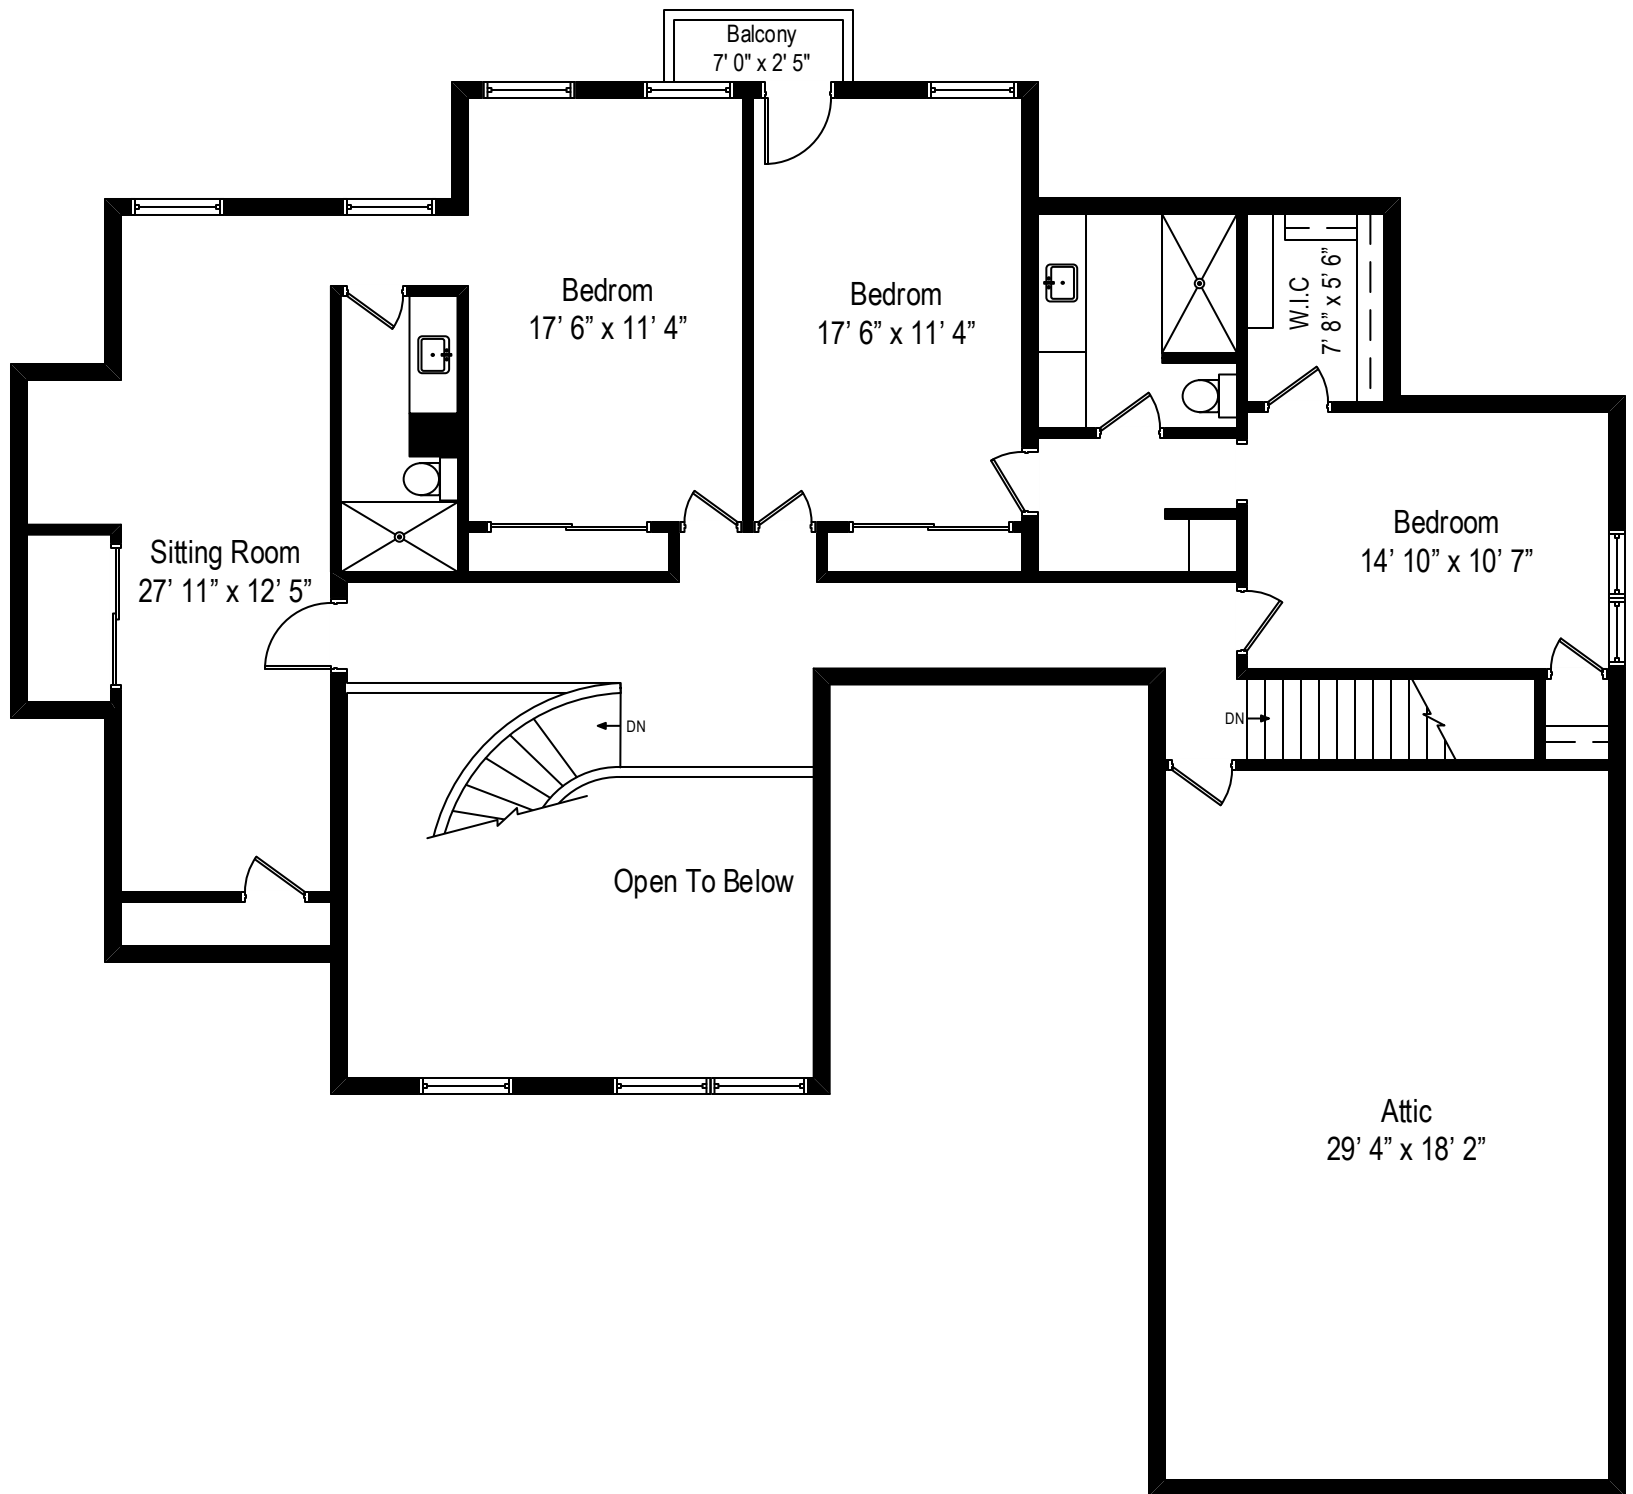 Balcony
7' 0" x 2' 5"
Bedrom
17’ 6” x 11’ 4”
Bedrom
17’ 6” x 11’ 4”
W.I.C
7’ 8” x 5’ 6”
Sitting Room
27’ 11” x 12’ 5”
Bedroom
14’ 10” x 10’ 7”
DN
DN
Open To Below
Attic
29’ 4” x 18’ 2”